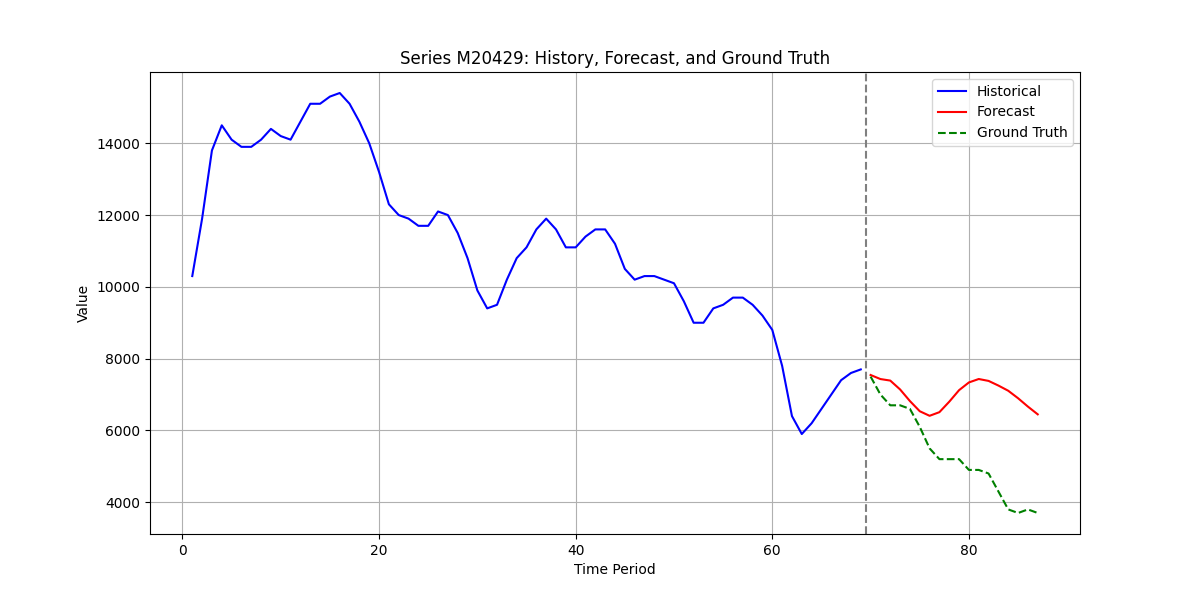 Series M20429: History, Forecast, and Ground Truth
Historical
Forecast
Ground Truth
Value
14000
12000
10000
8000
6000
4000
0 20 40 60 80
Time Period